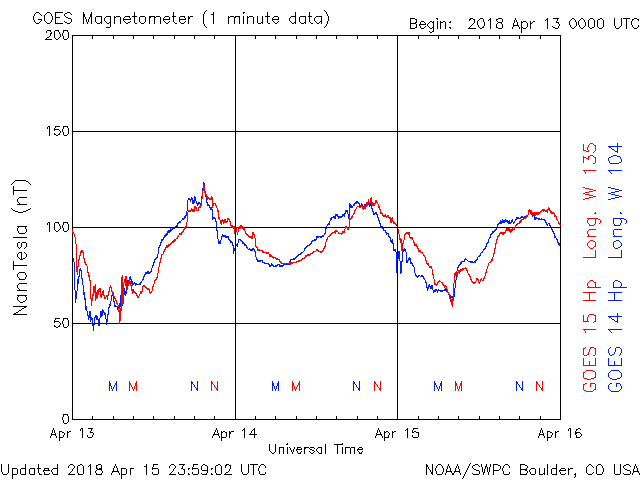 GOES Magnetometer (1 minute data)
Begin: 2018 Apr 13 0000 UTC
200
150
100
50
0
NanoTesla (nT)
M M N N M M N N M M N N
Apr 13 Apr 14 Apr 15 Apr 16
Universal Time
GOES 15 Hp Long. W 135
GOES 14 Hp Long. W 104
Updated 2018 Apr 15 23:59:02 UTC
NOAA/SWPC Boulder, CO USA